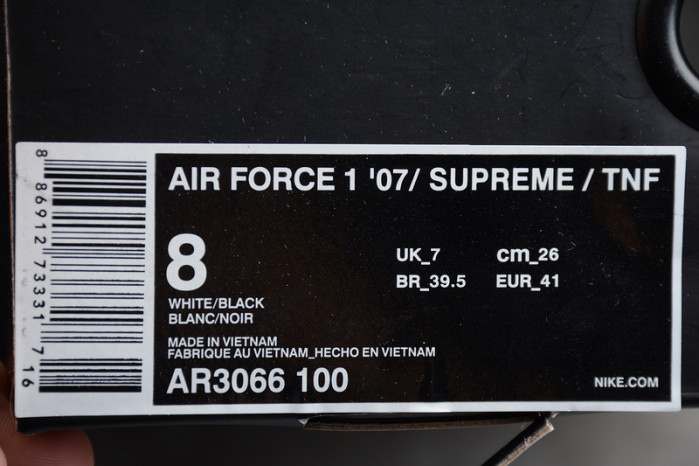 AIR FORCE 1 '07/ SUPREME / TNF
8
UK_7 cm_26
BR_39.5 EUR_41
WHITE/BLACK
BLANC/NOIR
MADE IN VIETNAM
FABRIQUE AU VIETNAM_HECHO EN VIETNAM
AR3066 100
NIKE.COM
8 86912 73331 7 16